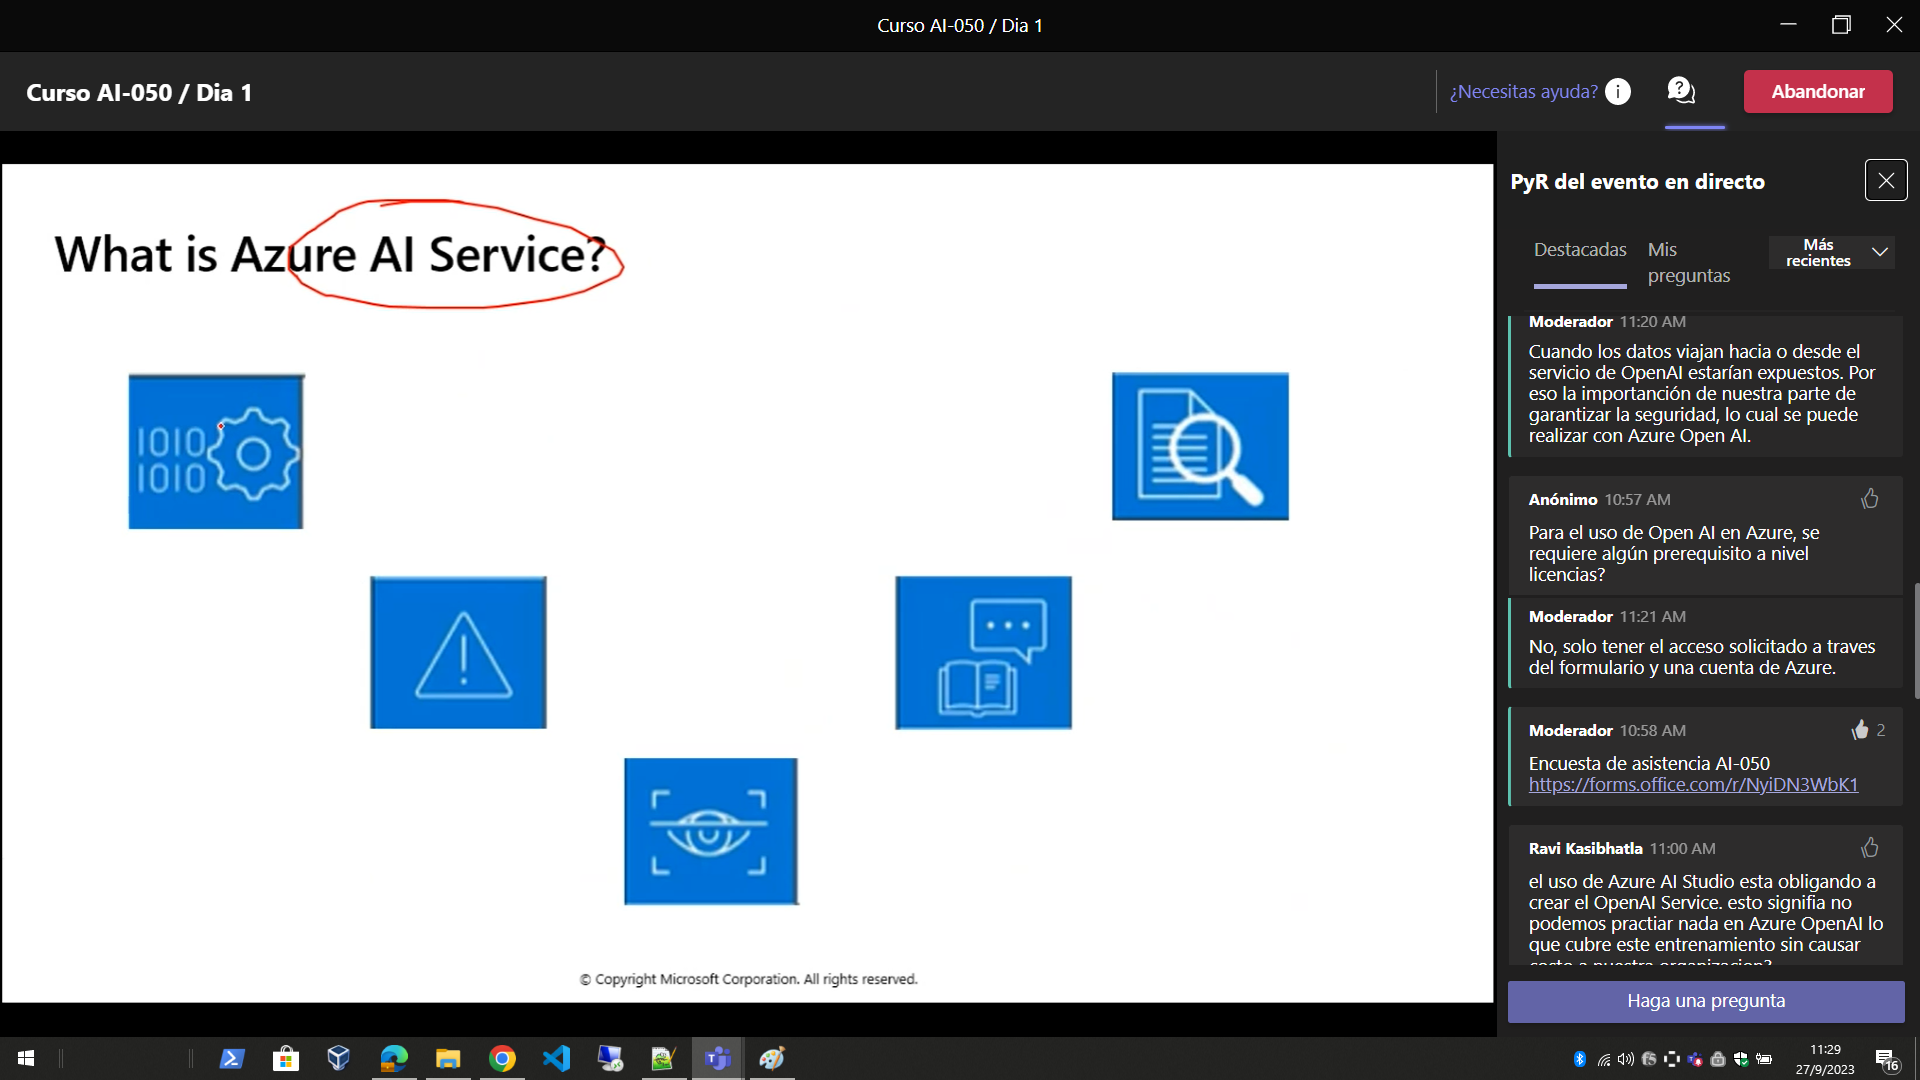 Curso AI-050 / Dia 1
Curso AI-050 / Dia 1
¿Necesitas ayuda?
Abandonar
What is Azure AI Service?
1010
1010
© Copyright Microsoft Corporation. All rights reserved.
PyR del evento en directo
Destacadas
Mis
preguntas
Más
recientes
Moderador 11:20 AM
Cuando los datos viajan hacia o desde el
servicio de OpenAI estarían expuestos. Por
eso la importanción de nuestra parte de
garantizar la seguridad, lo cual se puede
realizar con Azure Open AI.
Anónimo 10:57 AM
Para el uso de Open AI en Azure, se
requiere algún prerequisito a nivel
licencias?
Moderador 11:21 AM
No, solo tener el acceso solicitado a traves
del formulario y una cuenta de Azure.
Moderador 10:58 AM 2
Encuesta de asistencia AI-050
https://forms.office.com/r/NyiDN3WbK1
Ravi Kasibhatla 11:00 AM
el uso de Azure AI Studio esta obligando a
crear el OpenAI Service. esto signifia no
podemos practiar nada en Azure OpenAI lo
que cubre este entrenamiento sin causar
costo a nuestra organizacion?
Haga una pregunta
11:29
27/9/2023
16